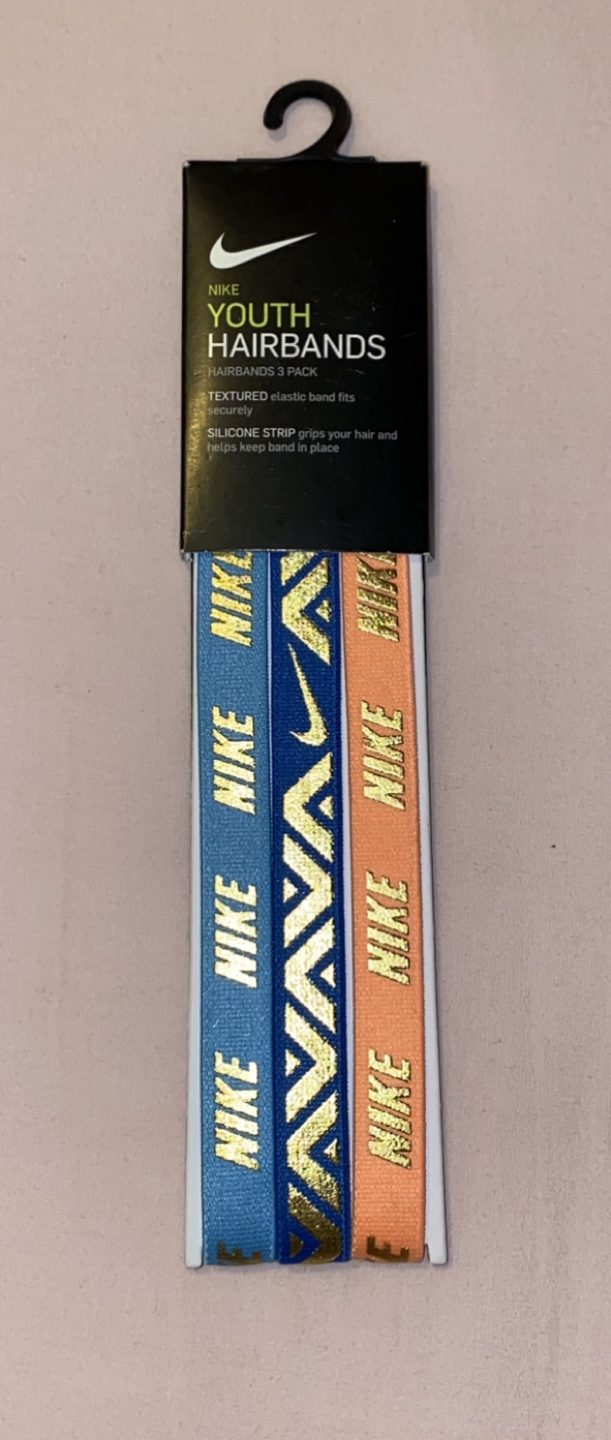 NIKE
YOUTH
HAIRBANDS
HAIRBANDS 3 PACK
TEXTURED elastic band fits
securely
SILICONE STRIP grips your hair and
helps keep band in place
NIKE
NIKE
NIKE
NIKE
NIKE
NIKE
NIKE
NIKE